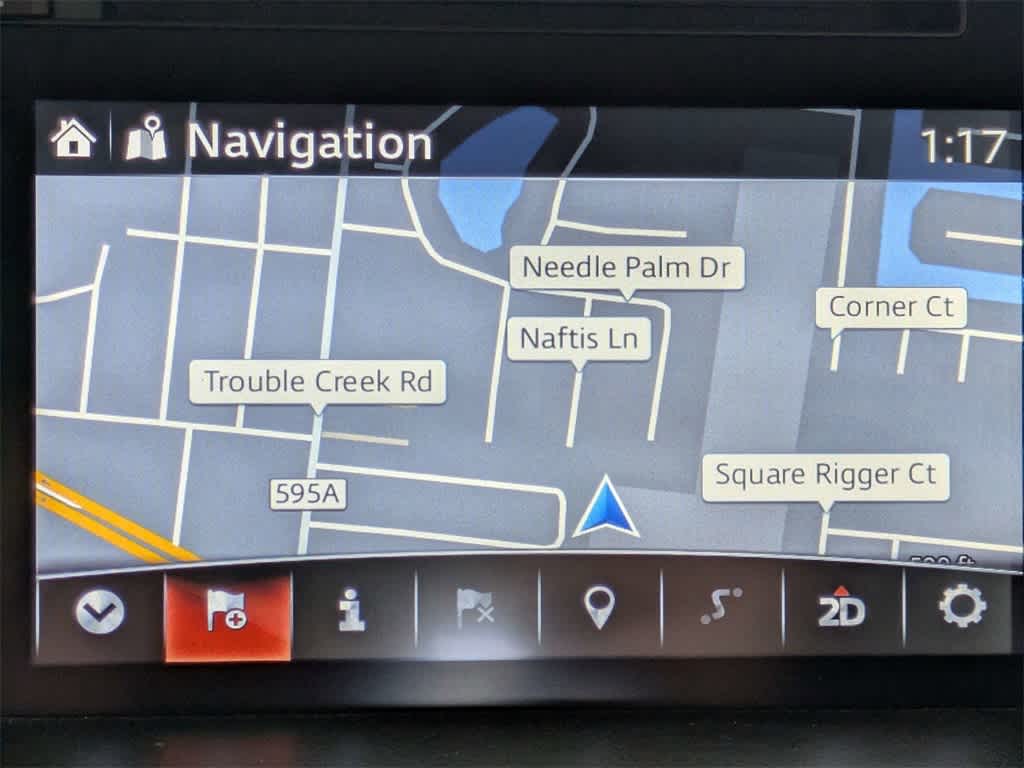 Navigation
1:17
Needle Palm Dr
Corner Ct
Naftis Ln
Trouble Creek Rd
Square Rigger Ct
595A
2D